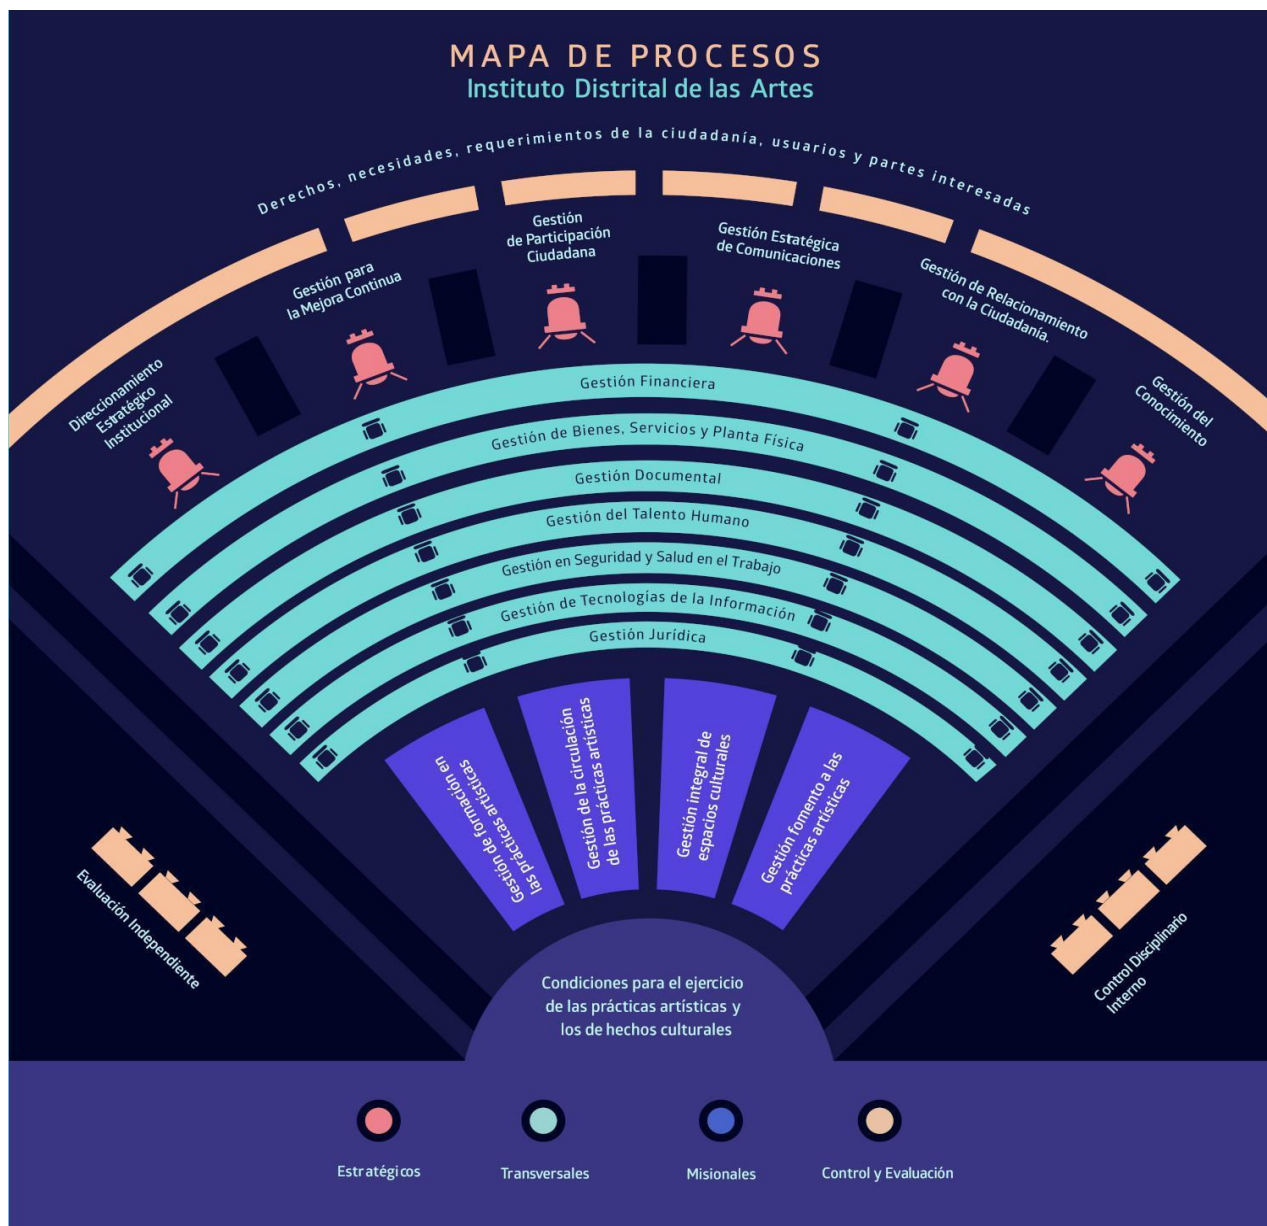 MAPA DE PROCESOS
Instituto Distrital de las Artes
Derechos, necesidades, requerimientos de la ciudadanía, usuarios y partes interesadas
Direccionamiento
Estratégico
Institucional
Gestión para
la Mejora Continua
Gestión
de Participación
Ciudadana
Gestión Estratégica
de Comunicaciones
Gestión de Relacionamiento
con la Ciudadanía.
Gestión del
Conocimiento
Gestión Financiera
Gestión de Bienes, Servicios y Planta Física
Gestión Documental
Gestión del Talento Humano
Gestión en Seguridad y Salud en el Trabajo
Gestión de Tecnologías de la Información
Gestión Jurídica
Gestión de formación en
las prácticas artísticas
Gestión de la circulación
de las prácticas artísticas
Gestión integral de
espacios culturales
Gestión fomento a las
prácticas artísticas
Evaluación Independiente
Control Disciplinario
Interno
Condiciones para el ejercicio
de las prácticas artísticas y
los de hechos culturales
Estratégicos
Transversales
Misionales
Control y Evaluación